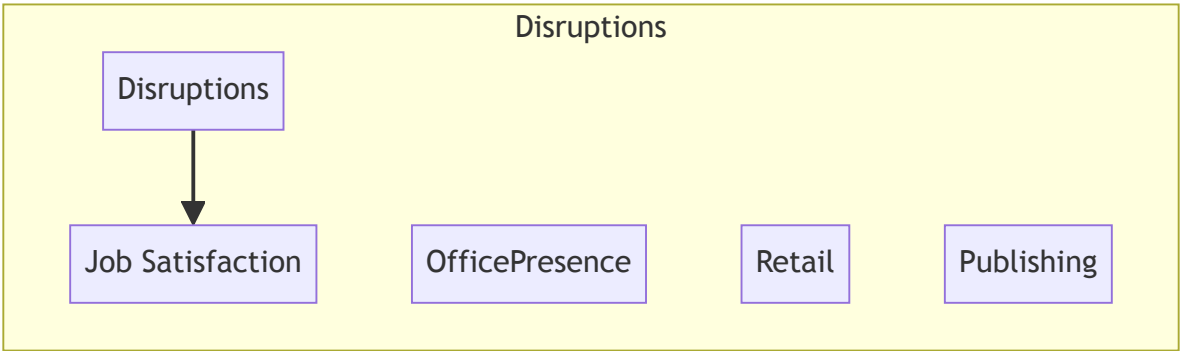 Disruptions
Disruptions
Job Satisfaction
OfficePresence
Retail
Publishing